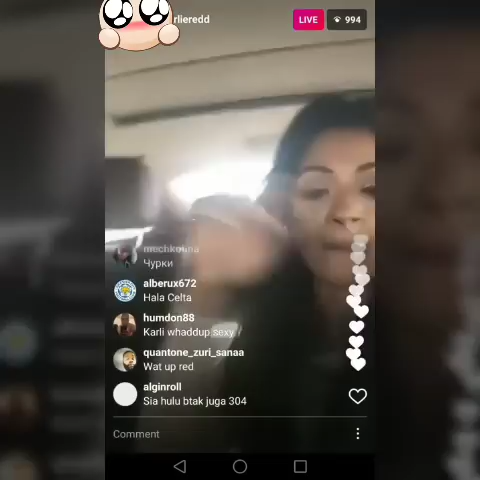 rlieredd
LIVE
994
mechkouna
Чурки
alberux672
Hala Celta
humdon88
Karli whaddup sexy
quantone_zuri_sanaa
Wat up red
alginroll
Sia hulu btak juga 304
Comment